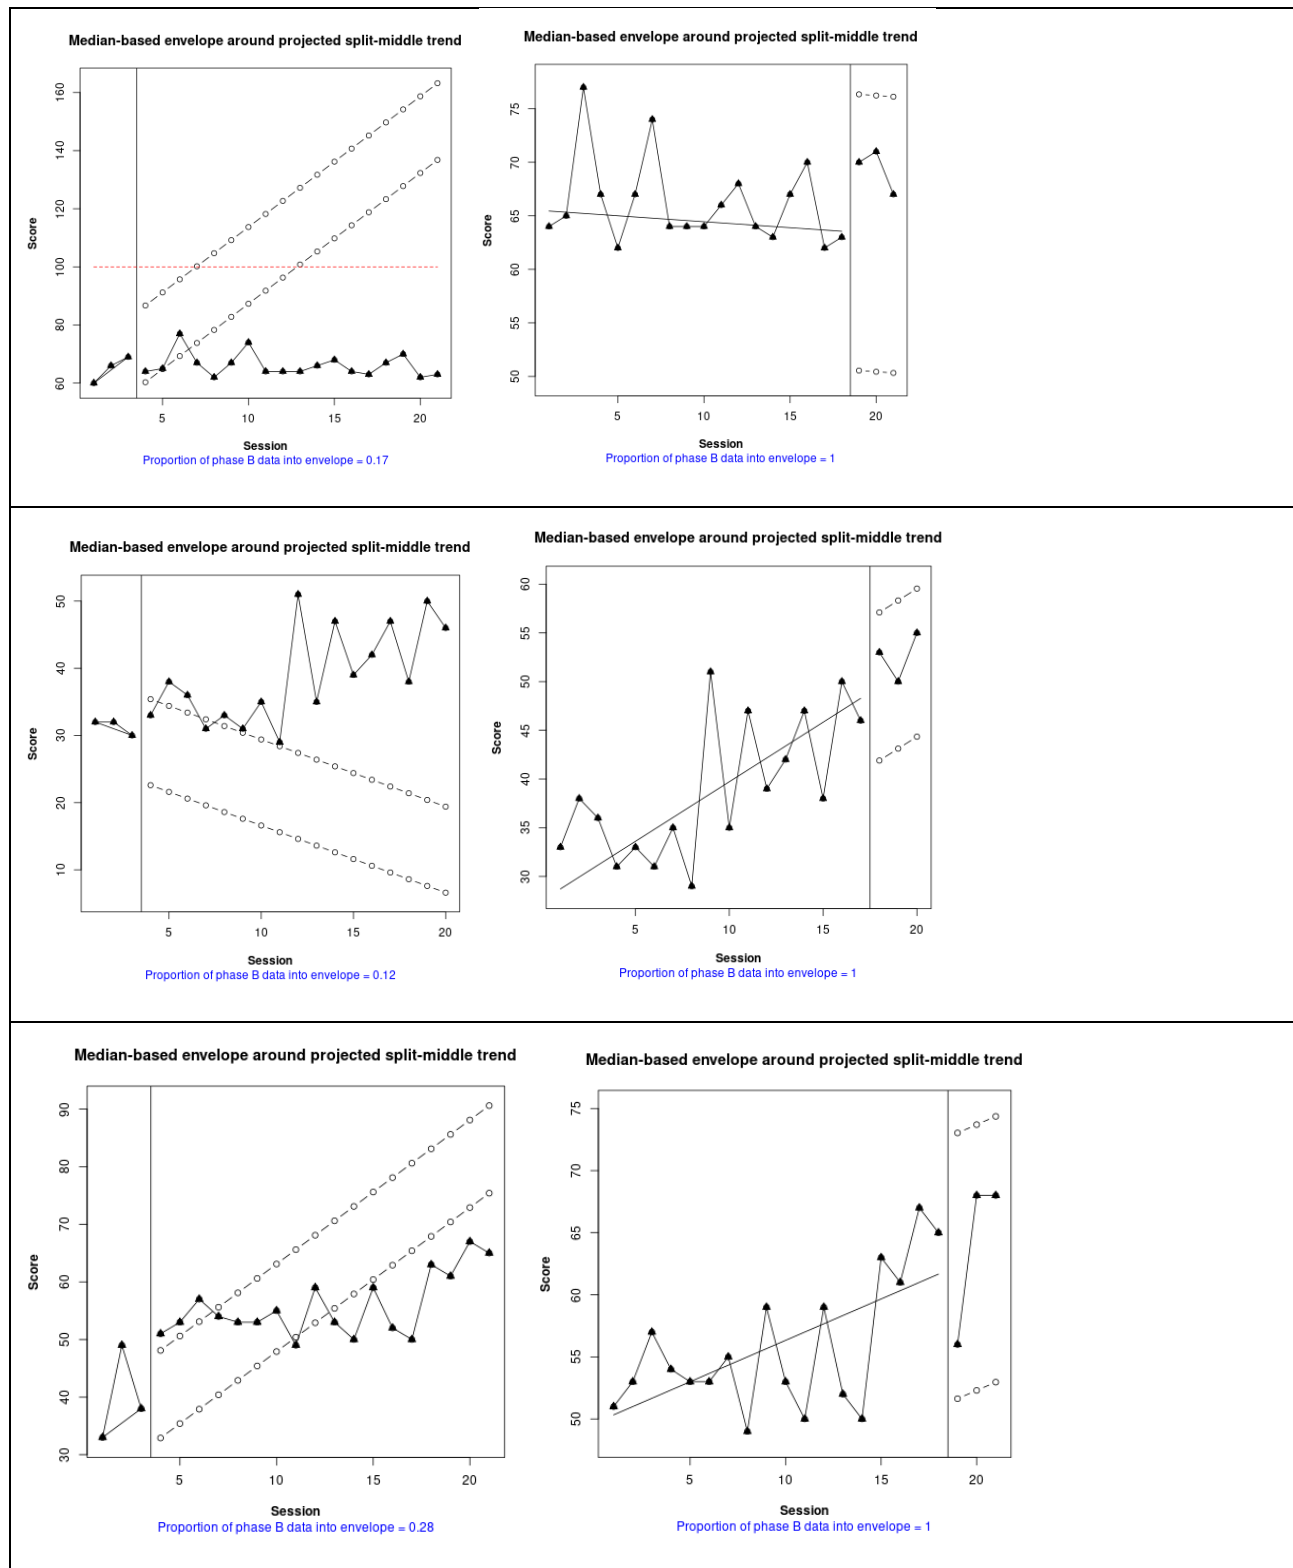 Median-based envelope around projected split-middle trend
160
140
120
100
80
60
Score
5 10 15 20
Session
Proportion of phase B data into envelope = 0.17
Median-based envelope around projected split-middle trend
75
70
65
60
55
50
Score
5 10 15 20
Session
Proportion of phase B data into envelope = 1
Median-based envelope around projected split-middle trend
50
40
30
20
10
Score
5 10 15 20
Session
Proportion of phase B data into envelope = 0.12
Median-based envelope around projected split-middle trend
60
55
50
45
40
35
30
Score
5 10 15 20
Session
Proportion of phase B data into envelope = 1
Median-based envelope around projected split-middle trend
90
80
70
60
50
40
30
Score
5 10 15 20
Session
Proportion of phase B data into envelope = 0.28
Median-based envelope around projected split-middle trend
75
70
65
60
55
50
Score
5 10 15 20
Session
Proportion of phase B data into envelope = 1